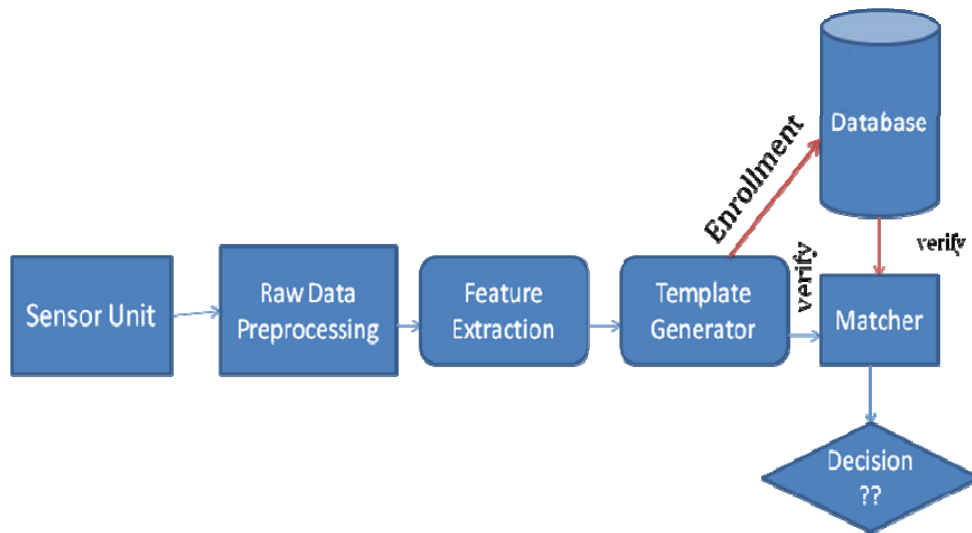 Database
Enrollment
verify
verify
Sensor Unit
Raw Data
Preprocessing
Feature
Extraction
Template
Generator
Matcher
Decision
??